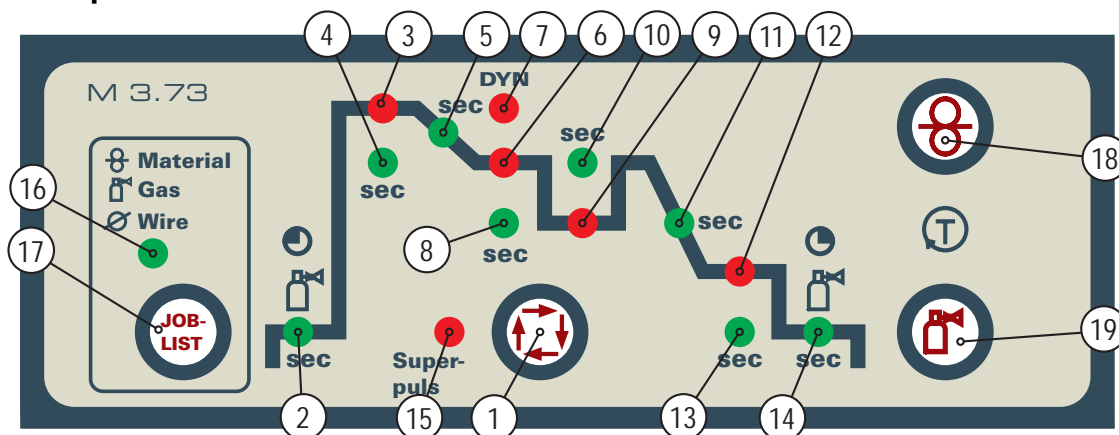 4
3
5
7
6
10
9
11
12
M 3.73
DYN
sec
sec
Material
Gas
Wire
16
17
18
sec
8
sec
sec
T
JOB-
LIST
19
sec
Super-
puls
sec
sec
2
15
1
13
14